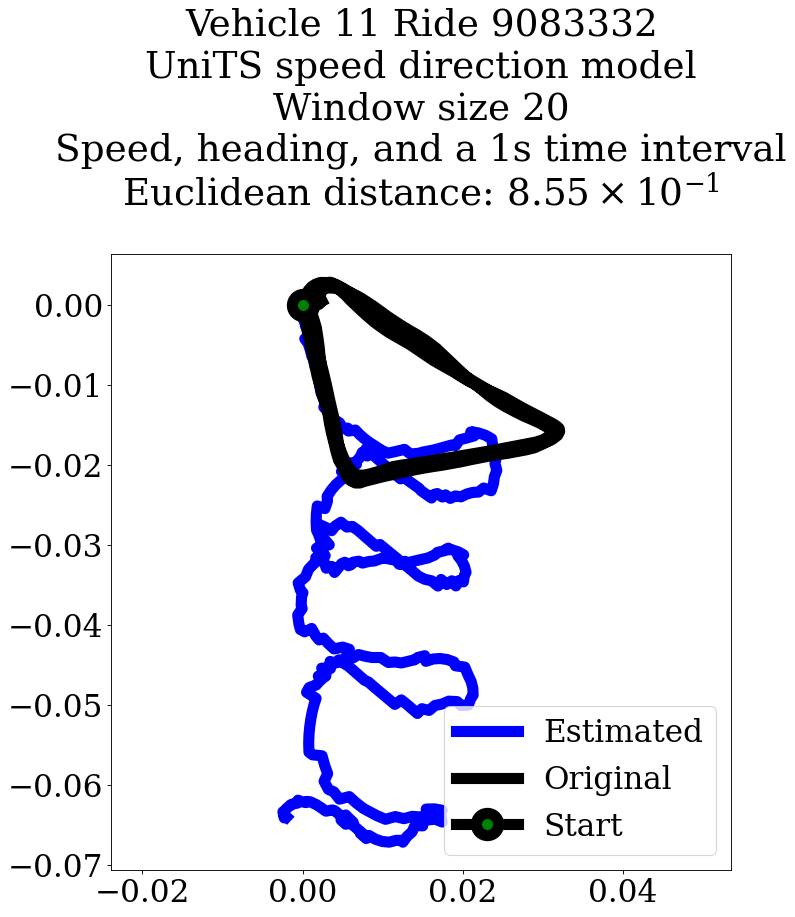 Vehicle 11 Ride 9083332
UniTS speed direction model
Window size 20
Speed, heading, and a 1s time interval
Euclidean distance: 8.55 × 10⁻¹
0.00
−0.01
−0.02
−0.03
−0.04
−0.05
−0.06
−0.07
Estimated
Original
Start
−0.02 0.00 0.02 0.04